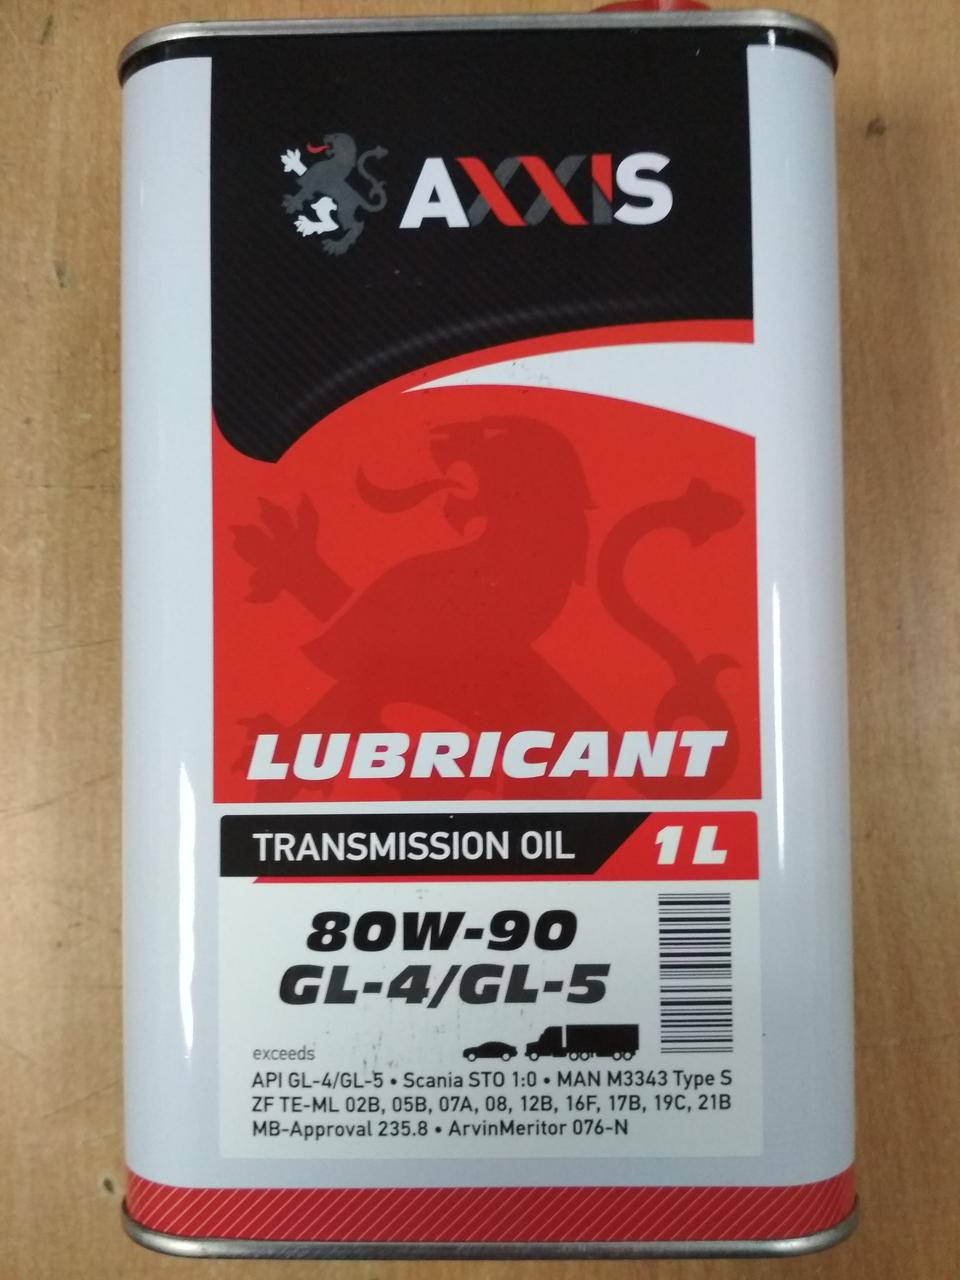 AXXIS
LUBRICANT
TRANSMISSION OIL 1 L
80W-90
GL-4/GL-5
exceeds
API GL-4/GL-5 • Scania STO 1:0 • MAN M3343 Type S
ZF TE-ML 02B, 05B, 07A, 08, 12B, 16F, 17B, 19C, 21B
MB-Approval 235.8 • ArvinMeritor 076-N